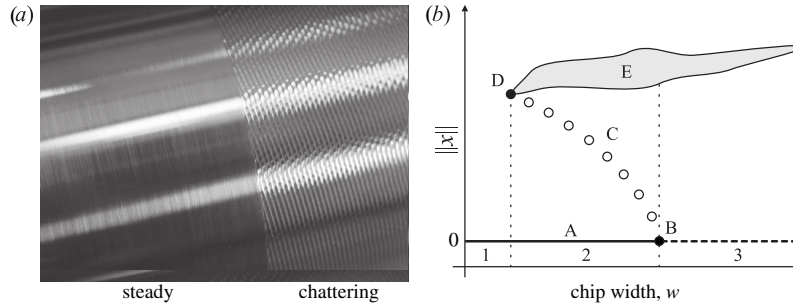 (a)
steady
chattering
(b)
||x||
0
D
E
C
A
B
1
2
3
chip width, w